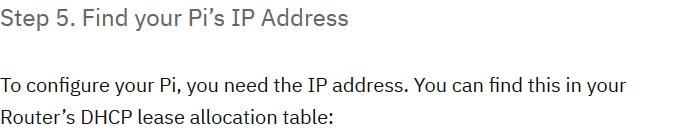 Step 5. Find your Pi’s IP Address
To configure your Pi, you need the IP address. You can find this in your
Router’s DHCP lease allocation table: